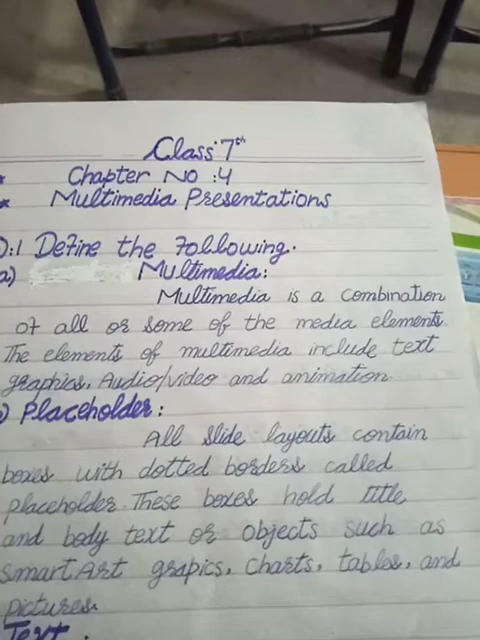 Class 7th
* Chapter No :4
* Multimedia Presentations
Q:1 Define the Following.
a) Multimedia:
Multimedia is a combination
of all or some of the media elements.
The elements of multimedia include text
graphics, Audio/video and animation
) Placeholder:
All slide layouts contain
boxes with dotted borders called
placeholder. These boxes hold title
and body text or objects such as
SmartArt grapics, Charts, tables, and
pictures.
Text :